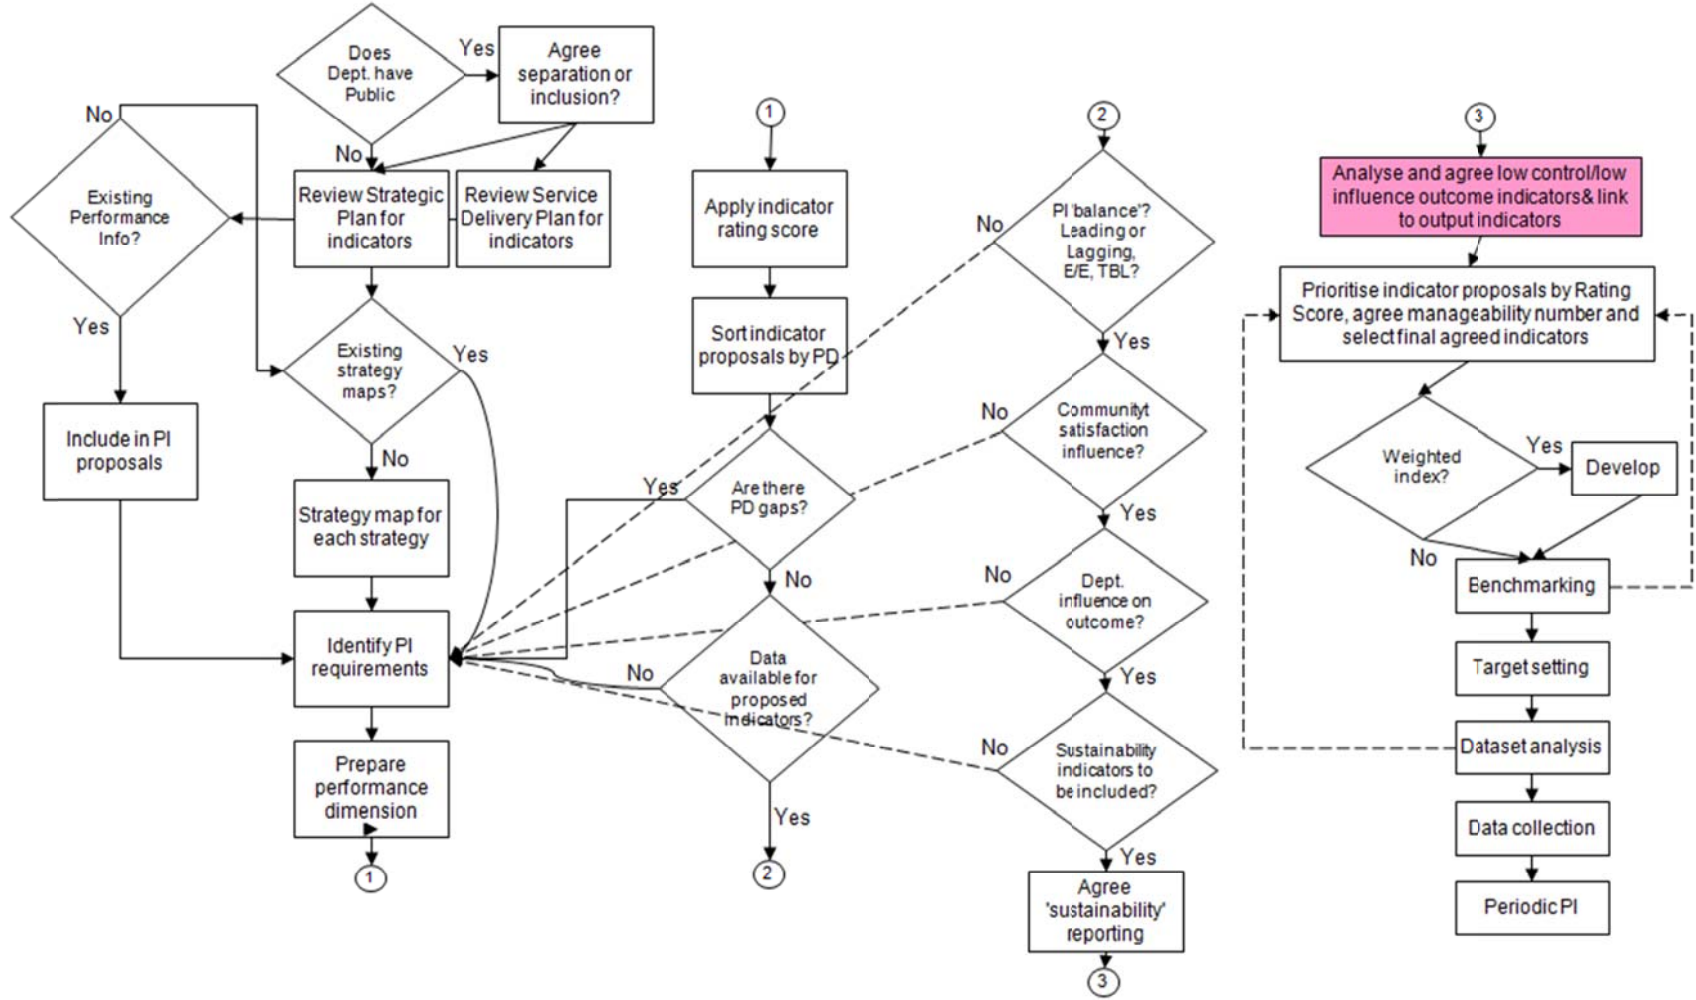 Does
Dept. have
Public
Yes
Agree
separation or
inclusion?
No
No
Existing
Performance
Info?
Review Strategic
Plan for
indicators
Review Service
Delivery Plan for
indicators
Yes
Existing
strategy
maps?
Yes
Include in PI
proposals
No
Strategy map for
each strategy
Identify PI
requirements
Prepare
performance
dimension
1
1
Apply indicator
rating score
Sort indicator
proposals by PD
Yes
Are there
PD gaps?
No
No
Data
available for
proposed
indicators?
Yes
2
2
No
PI 'balance'?
Leading or
Lagging,
E/E, TBL?
Yes
No
Communityt
satisfaction
influence?
Yes
No
Dept.
influence on
outcome?
Yes
No
Sustainability
indicators to
be included?
Yes
Agree
'sustainability'
reporting
3
3
Analyse and agree low control/low
influence outcome indicators& link
to output indicators
Prioritise indicator proposals by Rating
Score, agree manageability number and
select final agreed indicators
Weighted
index?
Yes
Develop
No
Benchmarking
Target setting
Dataset analysis
Data collection
Periodic PI